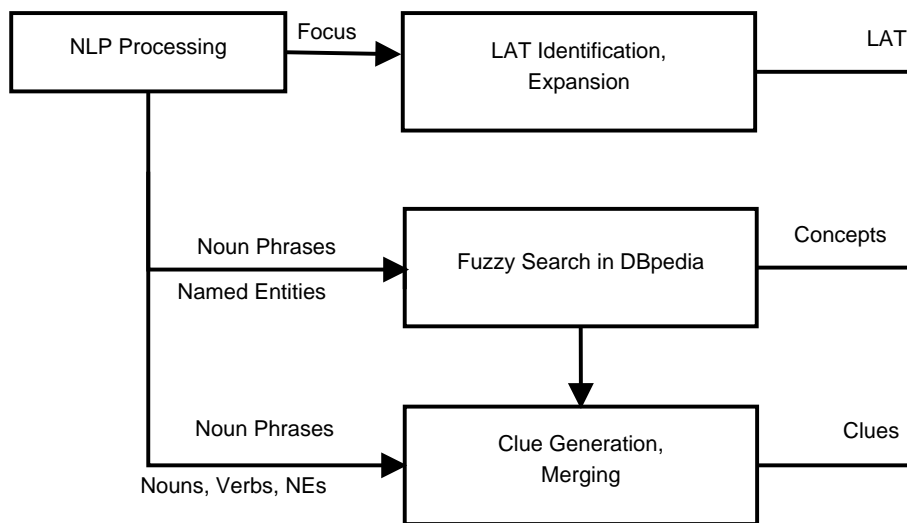 NLP Processing
Focus
LAT Identification,
Expansion
LAT
Noun Phrases
Named Entities
Fuzzy Search in DBpedia
Concepts
Noun Phrases
Nouns, Verbs, NEs
Clue Generation,
Merging
Clues